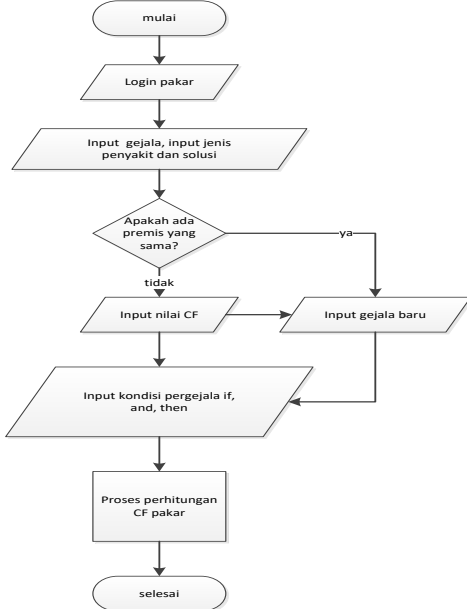 mulai
Login pakar
Input gejala, input jenis
penyakit dan solusi
Apakah ada
premis yang
sama?
ya
tidak
Input nilai CF
Input gejala baru
Input kondisi pergejala if,
and, then
Proses perhitungan
CF pakar
selesai